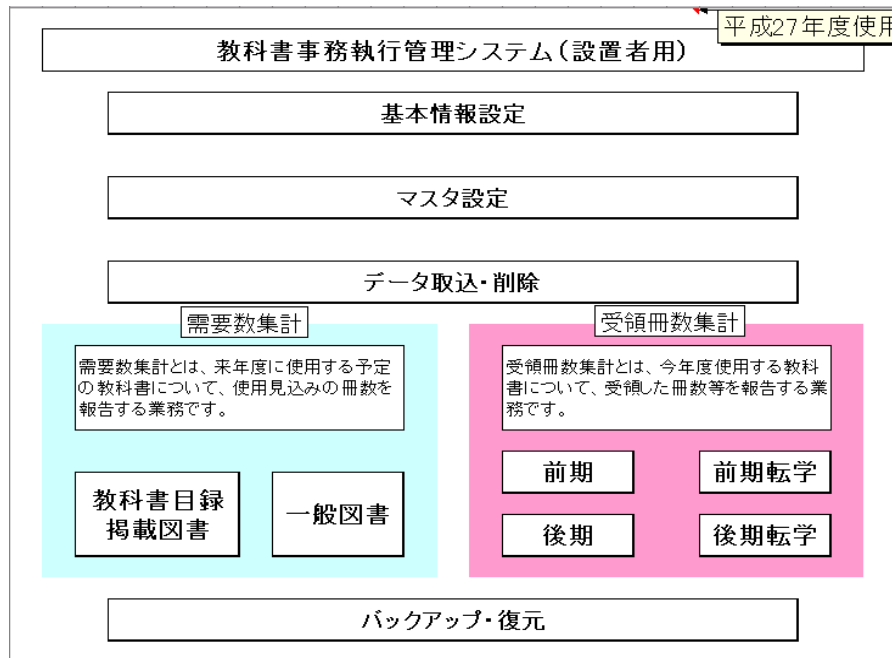 平成27年度使用
教科書事務執行管理システム(設置者用)
基本情報設定
マスタ設定
データ取込・削除
需要数集計
需要数集計とは、来年度に使用する予定
の教科書について、使用見込みの冊数を
報告する業務です。
教科書目録
掲載図書
一般図書
受領冊数集計
受領冊数集計とは、今年度使用する教科
書について、受領した冊数等を報告する業
務です。
前期
前期転学
後期
後期転学
バックアップ・復元